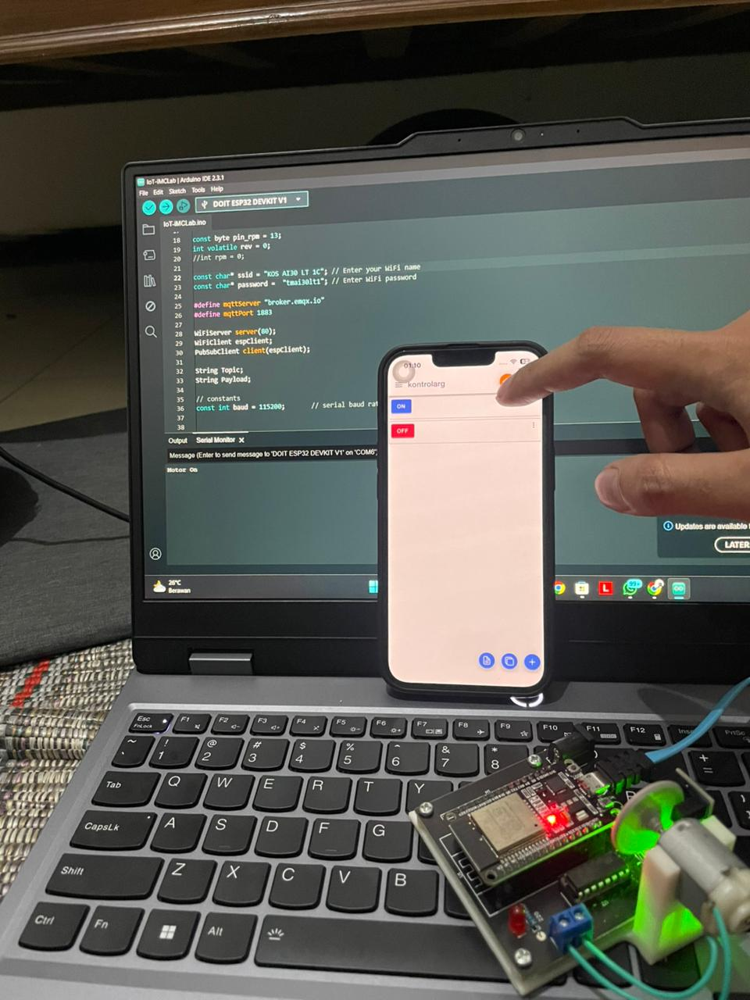 IoT-iMCLab | Arduino IDE 2.3.1
File Edit Sketch Tools Help
DOIT ESP32 DEVKIT V1
IoT-iMCLab.ino
18 const byte pin_rpm = 13;
19 int volatile rev = 0;
20 //int rpm = 0;
21
22 const char* ssid = "KOS AI30 LT 1C"; // Enter your WiFi name
23 const char* password = "tmai30lt1"; // Enter WiFi password
24
25 #define mqttServer "broker.emqx.io"
26 #define mqttPort 1883
27
28 WiFiServer server(80);
29 WiFiClient espClient;
30 PubSubClient client(espClient);
31
32 String Topic;
33 String Payload;
34
35 // constants
36 const int baud = 115200; // serial baud rat
37
38
Output Serial Monitor
Message (Enter to send message to 'DOIT ESP32 DEVKIT V1' on 'COM6'
Motor On
Updates are available
LATER
26°C
Berawan
L
99+
01:10
kontrolarg
ON
OFF
Esc F1 F2 F3 F4 F5 F6 F7 F8 F9 F10 F11 F12 Inse PrtSc
FnLock
~ ! 1 @ 2 # 3 $ 4 % 5 ^ 6 & 7 * 8 + =
Tab Q W E R T Y
CapsLk A S D F G
Shift Z X C V B
Ctrl Fn Alt
220